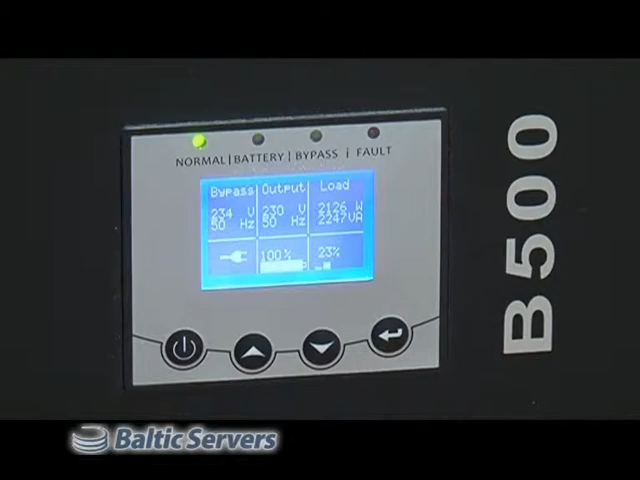 NORMAL | BATTERY | BYPASS | FAULT
Bypass Output Load
234 V 230 V 2126 W
50 Hz 50 Hz 2247VA
100% 23%
B500
Baltic Servers